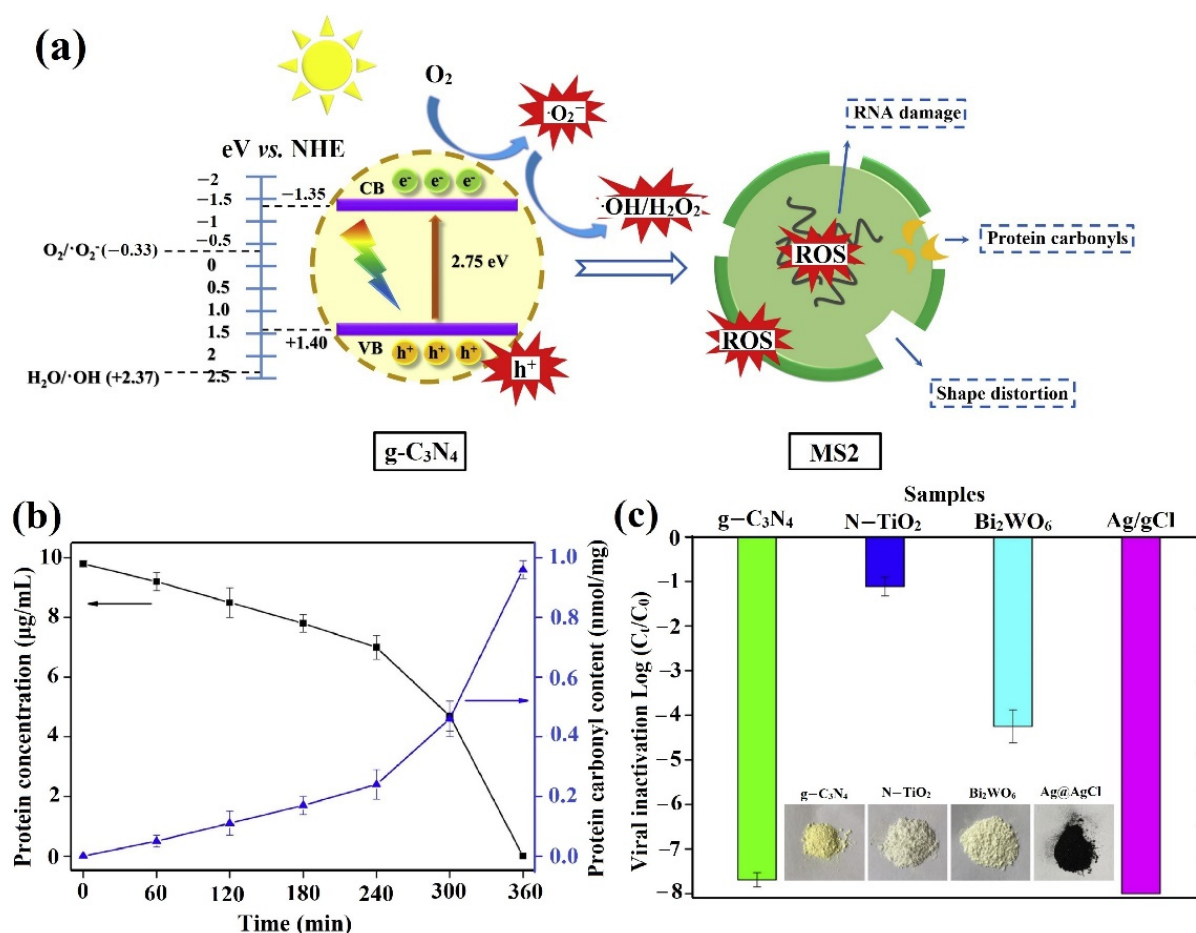 (a)
O₂
·O₂⁻
RNA damage
eV vs. NHE
−2
−1.5
−1
−0.5
0
0.5
1.0
1.5
2
2.5
−1.35
O₂/·O₂⁻ (−0.33)
+1.40
H₂O/·OH (+2.37)
CB
e⁻ e⁻ e⁻
2.75 eV
VB
h⁺ h⁺ h⁺
h⁺
·OH/H₂O₂
ROS
ROS
Protein carbonyls
Shape distortion
g-C₃N₄
MS2
(b)
Protein concentration (μg/mL)
10
8
6
4
2
0
0 60 120 180 240 300 360
Time (min)
1.0
0.8
0.6
0.4
0.2
0.0
Protein carbonyl content (nmol/mg)
(c)
Samples
g−C₃N₄ N−TiO₂ Bi₂WO₆ Ag/gCl
Viral inactivation Log (Cₜ/C₀)
0
−1
−2
−3
−4
−5
−6
−7
−8
g−C₃N₄ N−TiO₂ Bi₂WO₆ Ag@AgCl